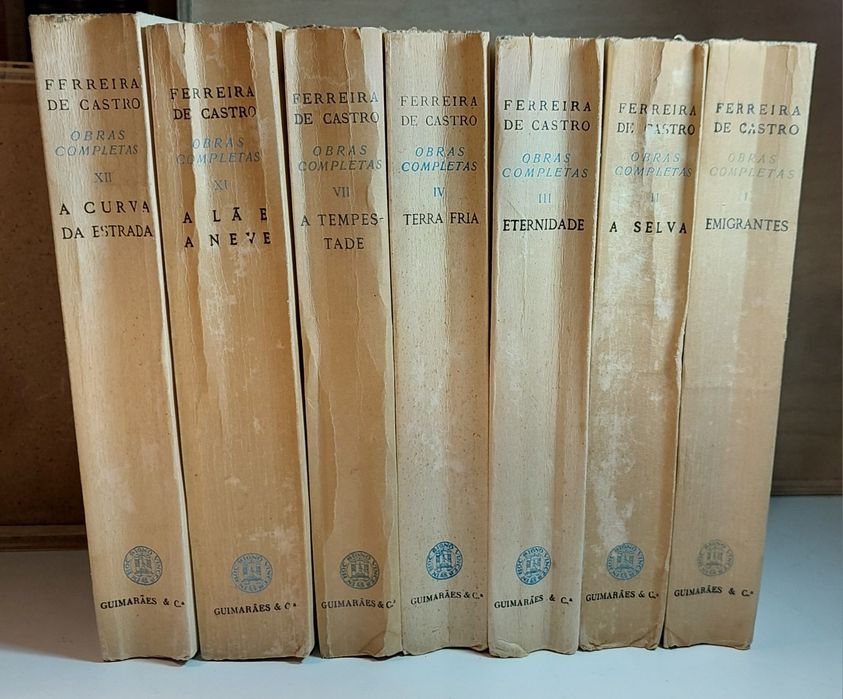 FERREIRA
DE CASTRO
OBRAS
COMPLETAS
XII
A CURVA
DA ESTRADA
GUIMARÃES & C.ª
FERREIRA
DE CASTRO
OBRAS
COMPLETAS
XI
A LÃ E
A NEVE
GUIMARÃES & C.ª
FERREIRA
DE CASTRO
OBRAS
COMPLETAS
VII
A TEMPES-
TADE
GUIMARÃES & C.ª
FERREIRA
DE CASTRO
OBRAS
COMPLETAS
IV
TERRA FRIA
GUIMARÃES & C.ª
FERREIRA
DE CASTRO
OBRAS
COMPLETAS
III
ETERNIDADE
GUIMARÃES & C.ª
FERREIRA
DE CASTRO
OBRAS
COMPLETAS
II
A SELVA
GUIMARÃES & C.ª
FERREIRA
DE CASTRO
OBRAS
COMPLETAS
I
EMIGRANTES
GUIMARÃES & C.ª